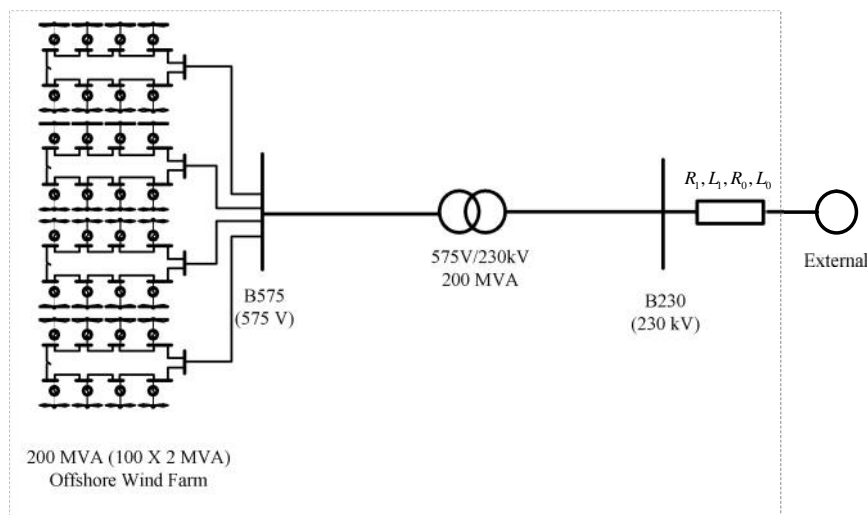 R₁, L₁, R₀, L₀
External
575V/230kV
200 MVA
B575
(575 V)
B230
(230 kV)
200 MVA (100 X 2 MVA)
Offshore Wind Farm